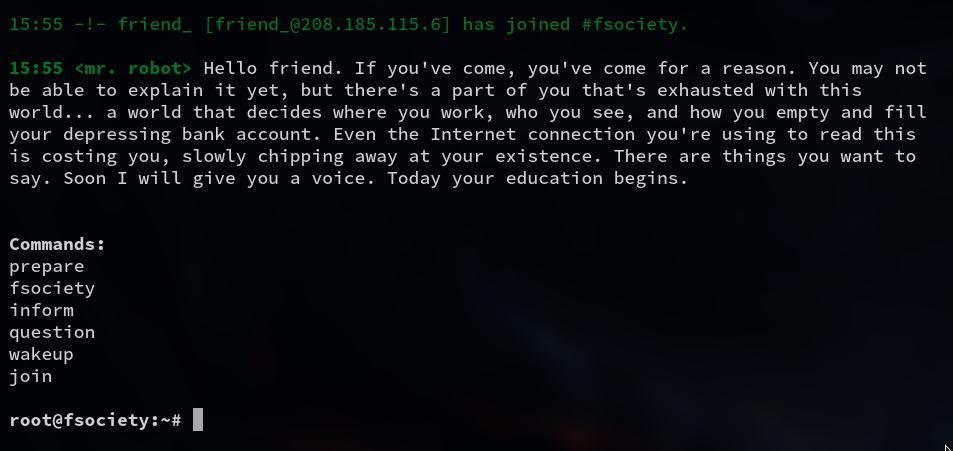 15:55 -!- friend_ [friend_@208.185.115.6] has joined #fsociety.
15:55 <mr. robot> Hello friend. If you've come, you've come for a reason. You may not
be able to explain it yet, but there's a part of you that's exhausted with this
world... a world that decides where you work, who you see, and how you empty and fill
your depressing bank account. Even the Internet connection you're using to read this
is costing you, slowly chipping away at your existence. There are things you want to
say. Soon I will give you a voice. Today your education begins.
Commands:
prepare
fsociety
inform
question
wakeup
join
root@fsociety:~#